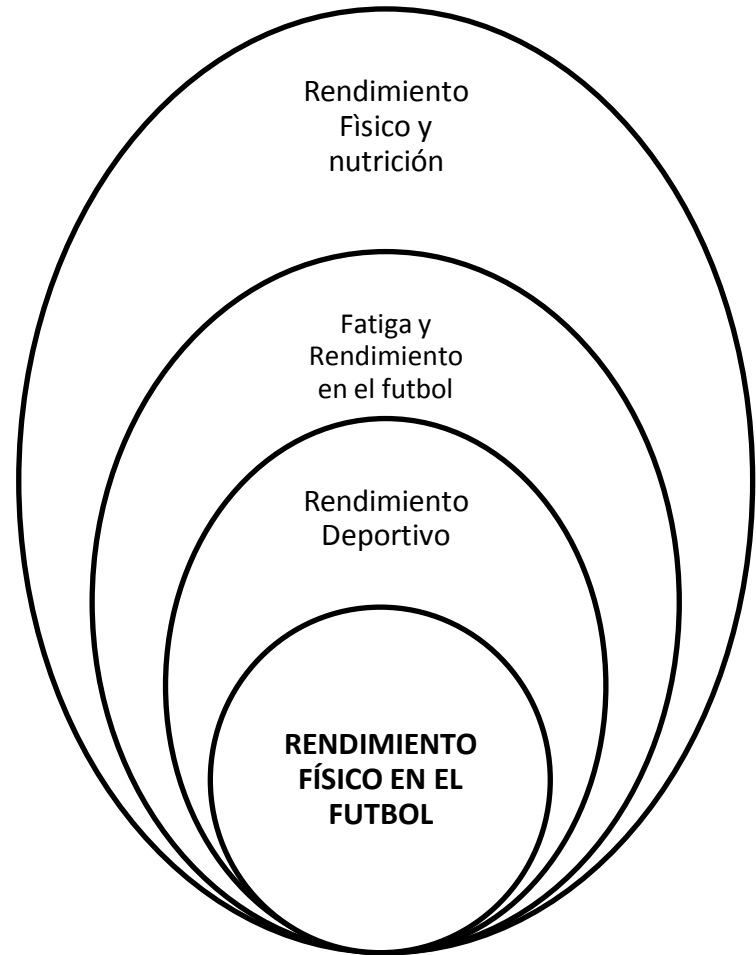 Rendimiento
Fìsico y
nutrición
Fatiga y
Rendimiento
en el futbol
Rendimiento
Deportivo
RENDIMIENTO
FÍSICO EN EL
FUTBOL